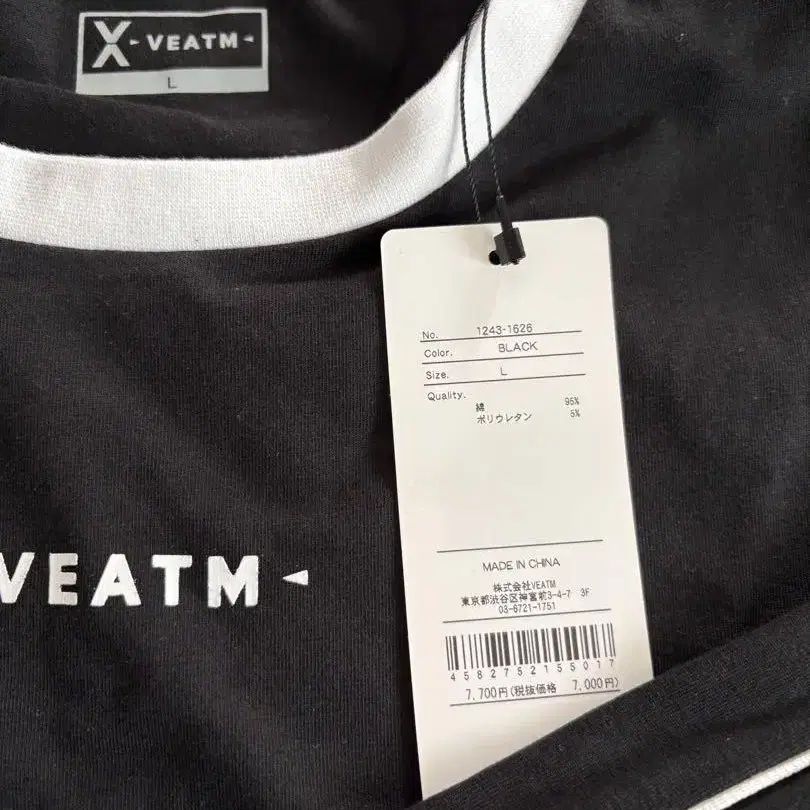 X-VEATM◄
L
No. 1243-1626
Color. BLACK
Size. L
Quality.
綿 95%
ポリウレタン 5%
VEATM ◁
MADE IN CHINA
株式会社VEATM
東京都渋谷区神宮前3-4-7 3F
03-6721-1751
4582752155017
7,700円(税抜価格 7,000円)